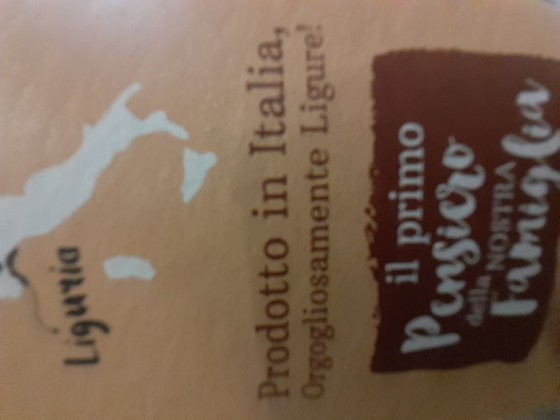 Liguria
Prodotto in Italia,
Orgogliosamente Ligure!
il primo
Pensiero
della NOSTRA
Famiglia